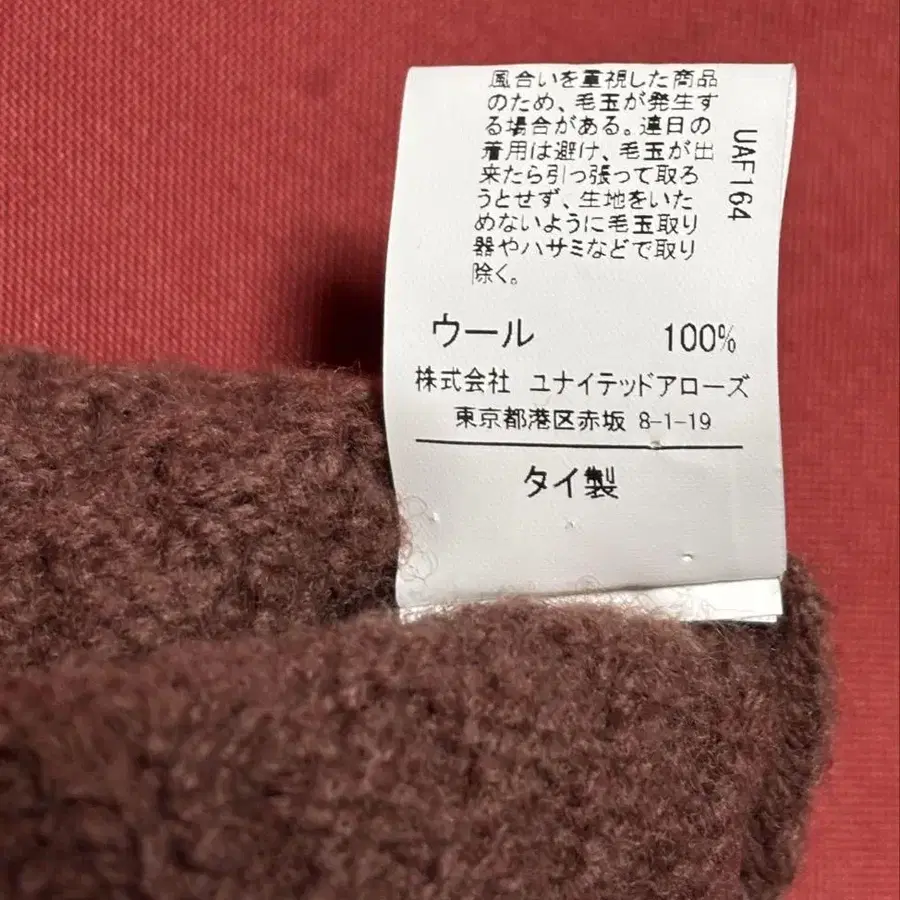 風合いを重視した商品
のため、毛玉が発生す
る場合がある。連日の
着用は避け、毛玉が出
来たら引っ張って取ろ
うとせず、生地をいた
めないように毛玉取り
器やハサミなどで取り
除く。
UAF164
ウール 100%
株式会社 ユナイテッドアローズ
東京都港区赤坂 8-1-19
タイ製